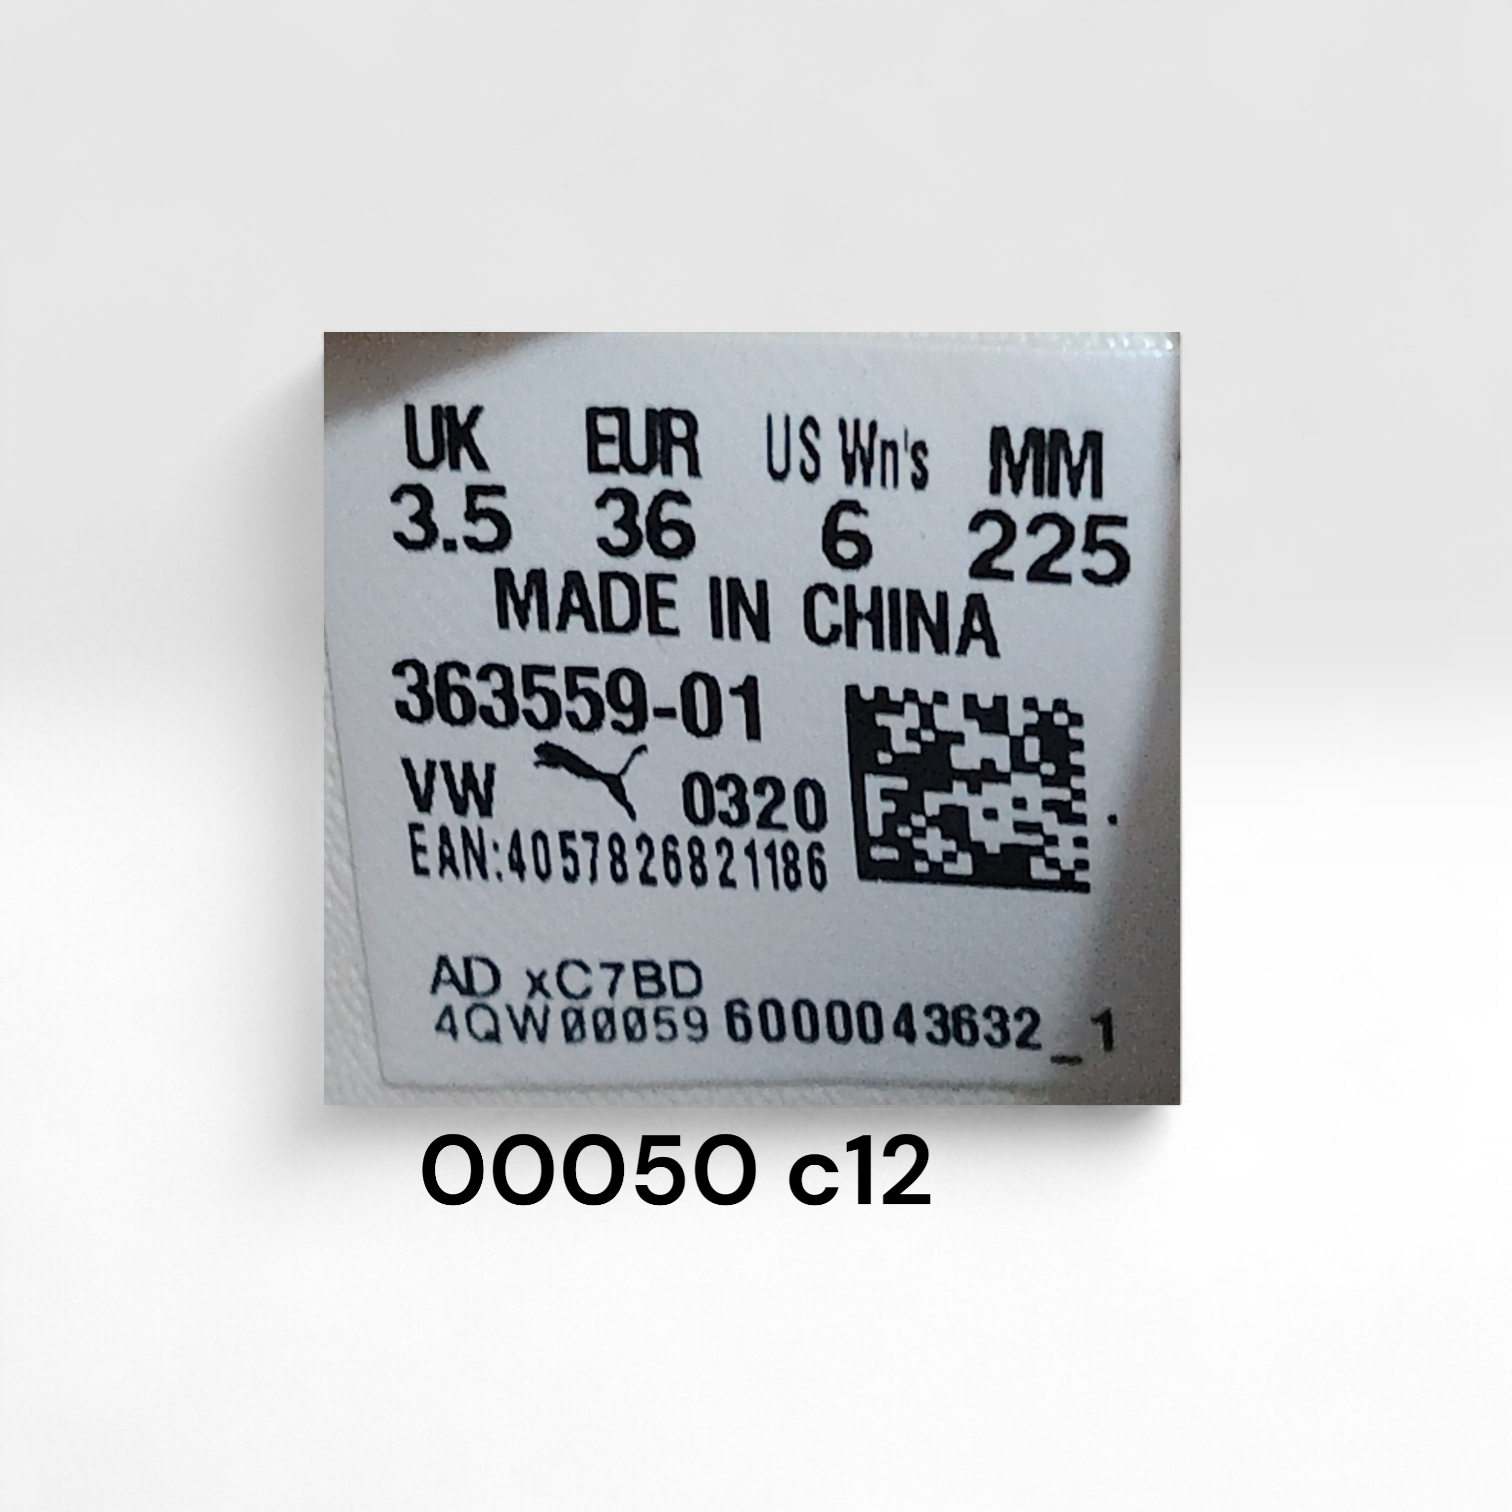 UK EUR US Wn's MM
3.5 36 6 225
MADE IN CHINA
363559-01
VW 0320
EAN:4057826821186
AD xC7BD
4QW00059 6000043632_1
00050 c12